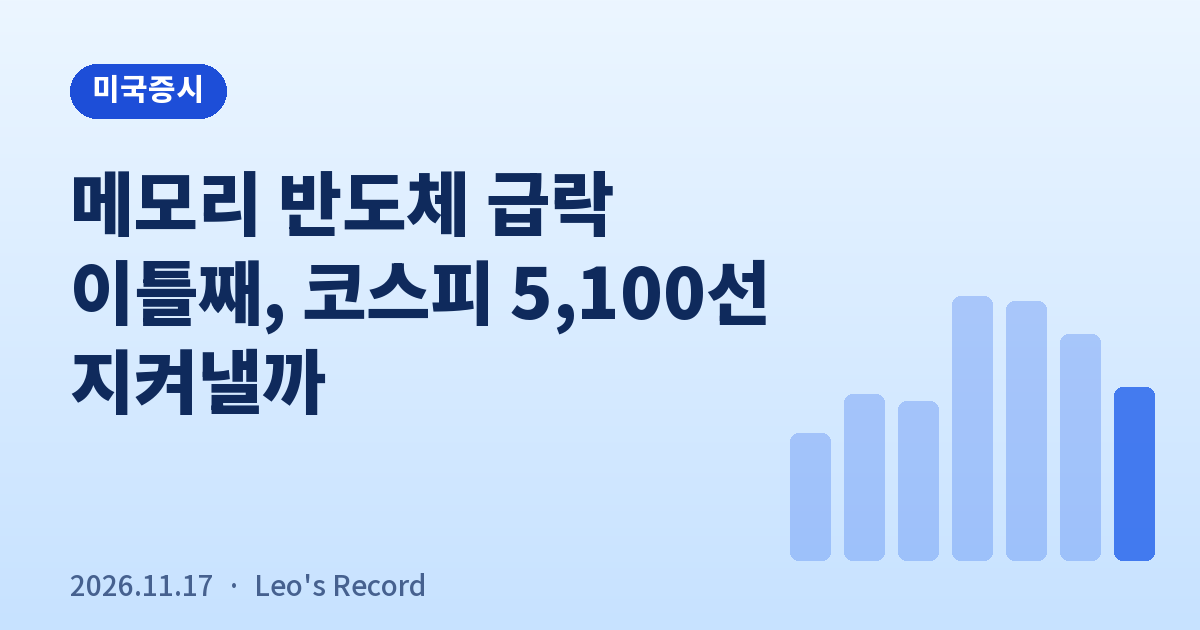 미국증시
메모리 반도체 급락
이틀째, 코스피 5,100선
지켜낼까
2026.11.17 · Leo's Record